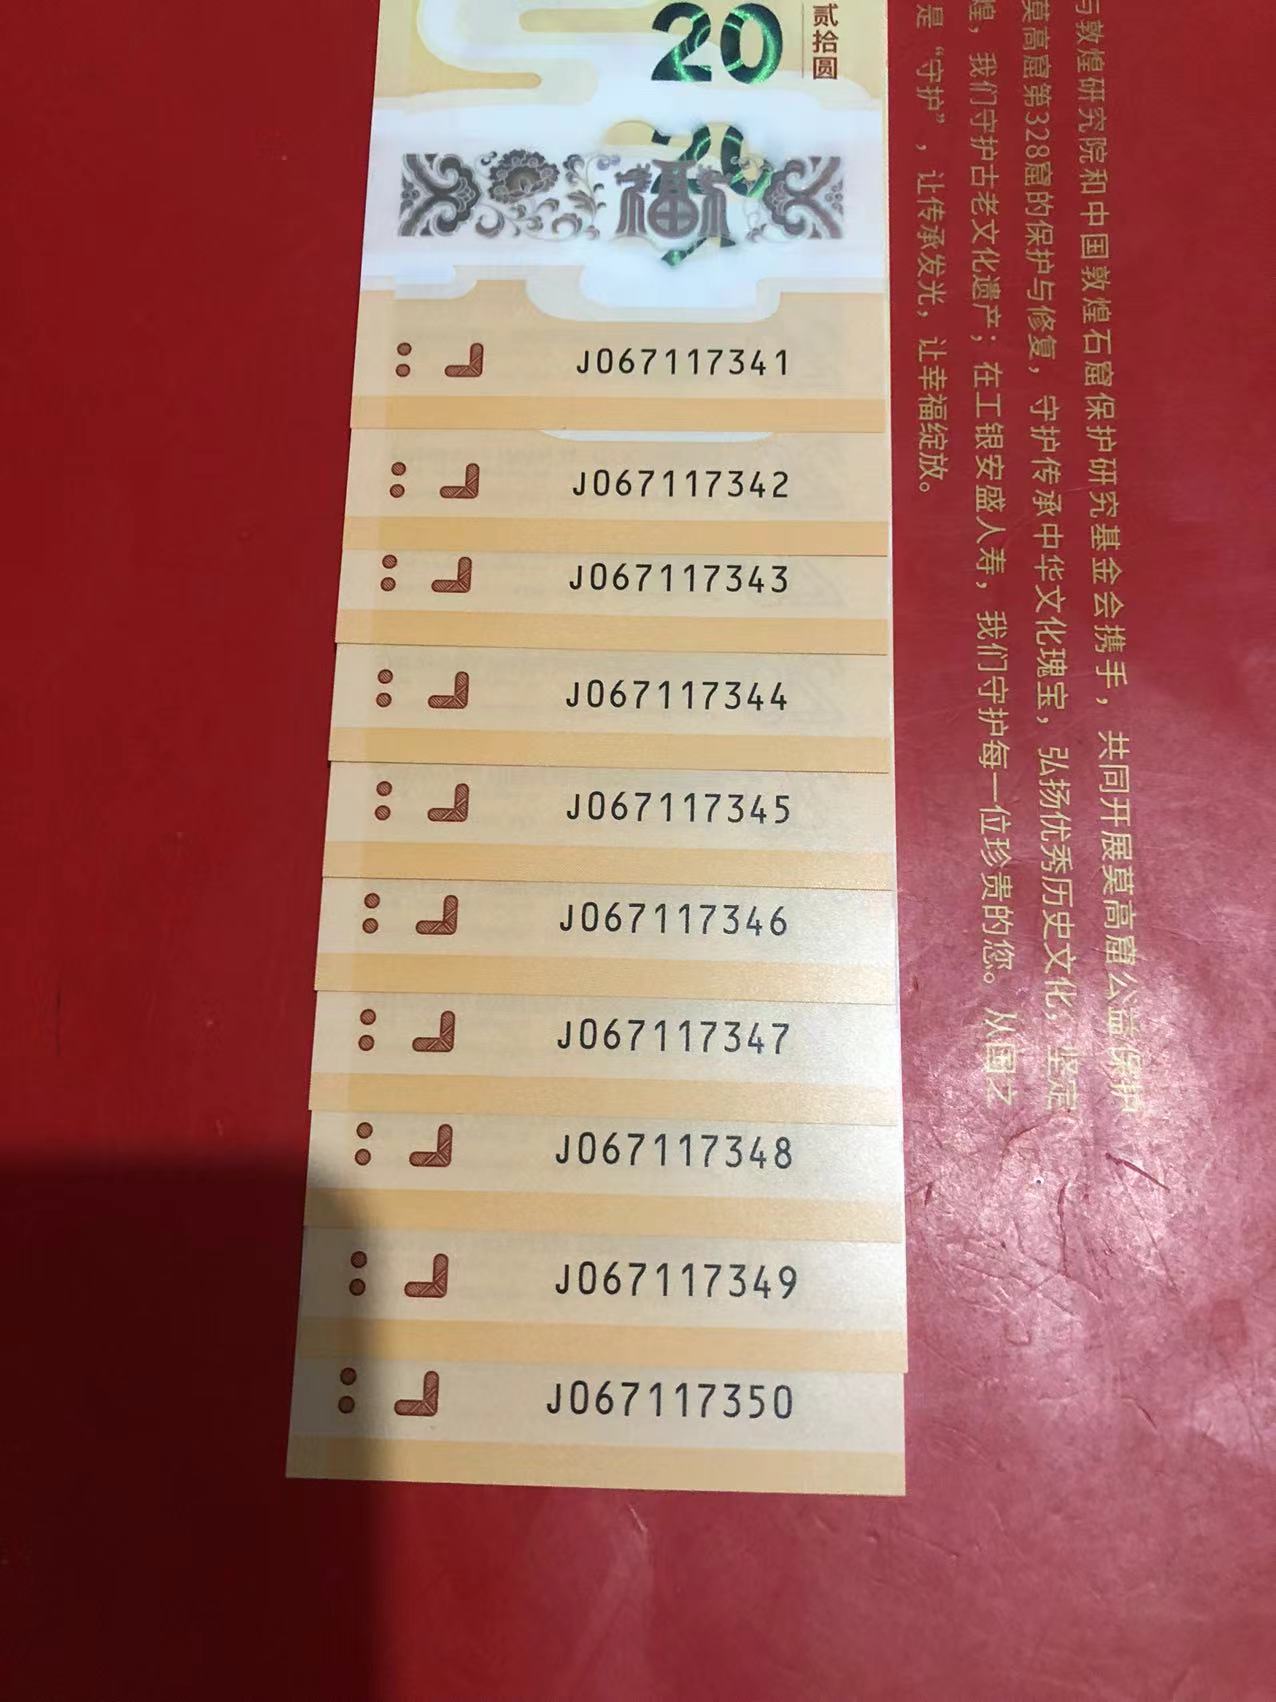 20
贰拾圆
20
福
J067117341
J067117342
J067117343
J067117344
J067117345
J067117346
J067117347
J067117348
J067117349
J067117350
与敦煌研究院和中国敦煌石窟保护研究基金会携手，共同开展莫高窟公益保护
莫高窟第328窟的保护与修复，守护传承中华文化瑰宝，弘扬优秀历史文化，坚定
煌，我们守护古老文化遗产；在工银安盛人寿，我们守护每一位珍贵的您。从国之
是“守护”，让传承发光，让幸福绽放。